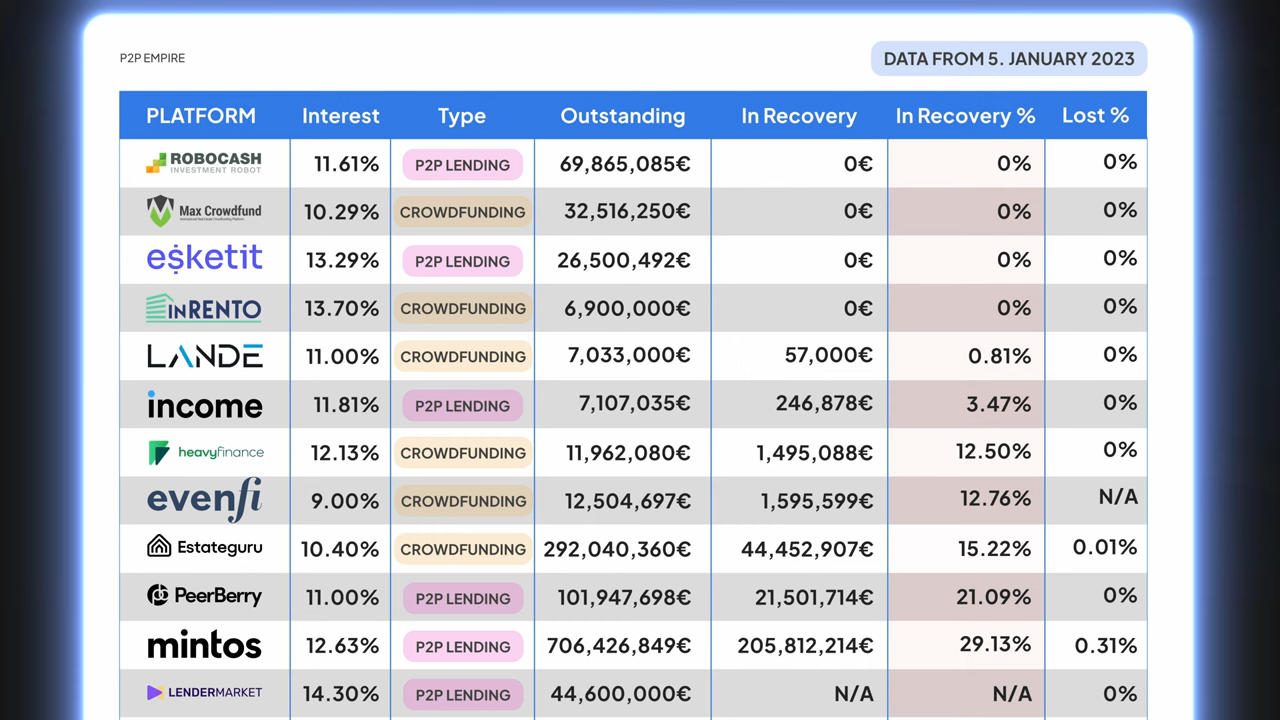 P2P EMPIRE
DATA FROM 5. JANUARY 2023
PLATFORM Interest Type Outstanding In Recovery In Recovery % Lost %
ROBOCASH INVESTMENT ROBOT 11.61% P2P LENDING 69,865,085€ 0€ 0% 0%
Max Crowdfund 10.29% CROWDFUNDING 32,516,250€ 0€ 0% 0%
esketit 13.29% P2P LENDING 26,500,492€ 0€ 0% 0%
INRENTO 13.70% CROWDFUNDING 6,900,000€ 0€ 0% 0%
LANDE 11.00% CROWDFUNDING 7,033,000€ 57,000€ 0.81% 0%
income 11.81% P2P LENDING 7,107,035€ 246,878€ 3.47% 0%
heavyfinance 12.13% CROWDFUNDING 11,962,080€ 1,495,088€ 12.50% 0%
evenfi 9.00% CROWDFUNDING 12,504,697€ 1,595,599€ 12.76% N/A
Estateguru 10.40% CROWDFUNDING 292,040,360€ 44,452,907€ 15.22% 0.01%
PeerBerry 11.00% P2P LENDING 101,947,698€ 21,501,714€ 21.09% 0%
mintos 12.63% P2P LENDING 706,426,849€ 205,812,214€ 29.13% 0.31%
LENDERMARKET 14.30% P2P LENDING 44,600,000€ N/A N/A 0%